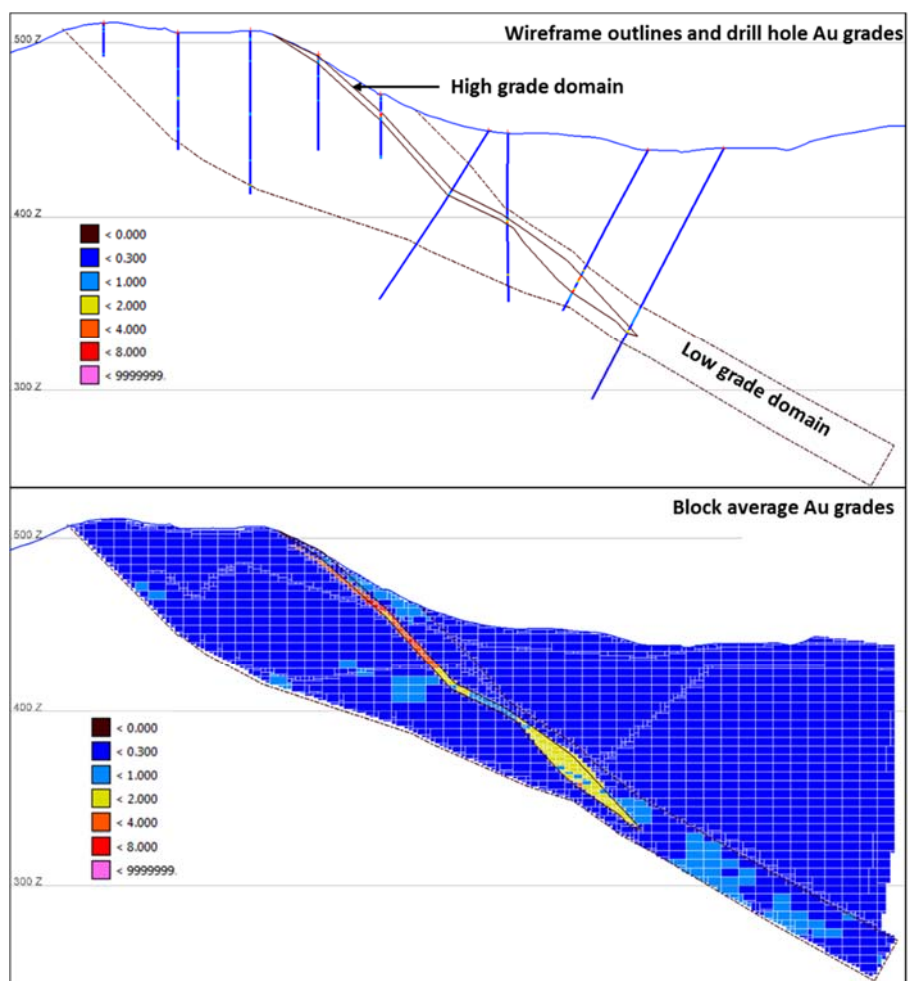 Wireframe outlines and drill hole Au grades
500 Z
High grade domain
400 Z
< 0.000
< 0.300
< 1.000
< 2.000
< 4.000
< 8.000
< 9999999.
300 Z
Low grade domain
Block average Au grades
500 Z
400 Z
< 0.000
< 0.300
< 1.000
< 2.000
< 4.000
< 8.000
< 9999999.
300 Z